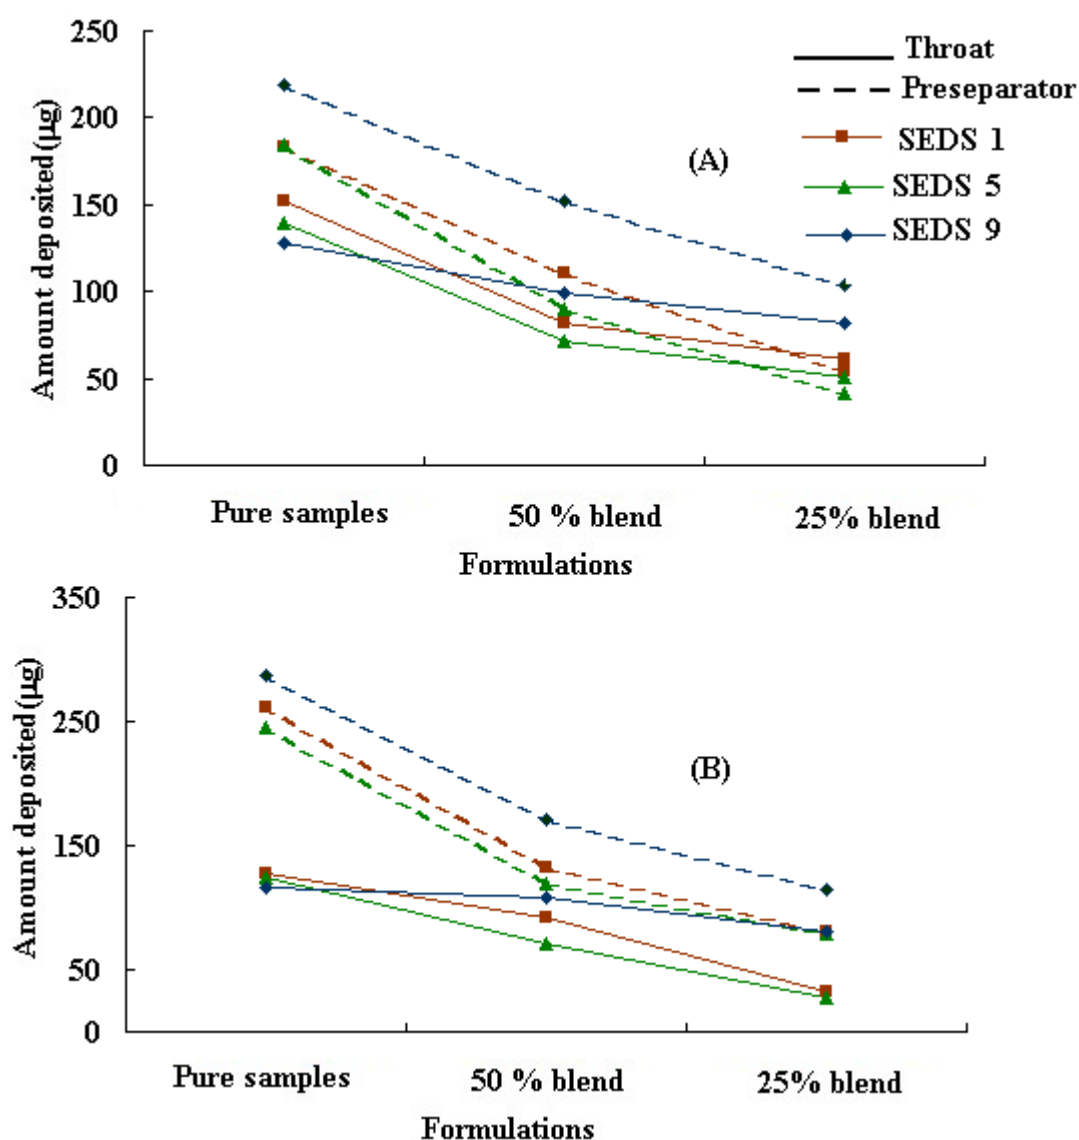 250
200
150
100
50
0
Amount deposited(µg)
Throat
Preseparator
SEDS 1
SEDS 5
SEDS 9
(A)
Pure samples 50 % blend 25% blend
Formulations
350
250
150
50
0
Amount deposited(µg)
(B)
Pure samples 50 % blend 25% blend
Formulations